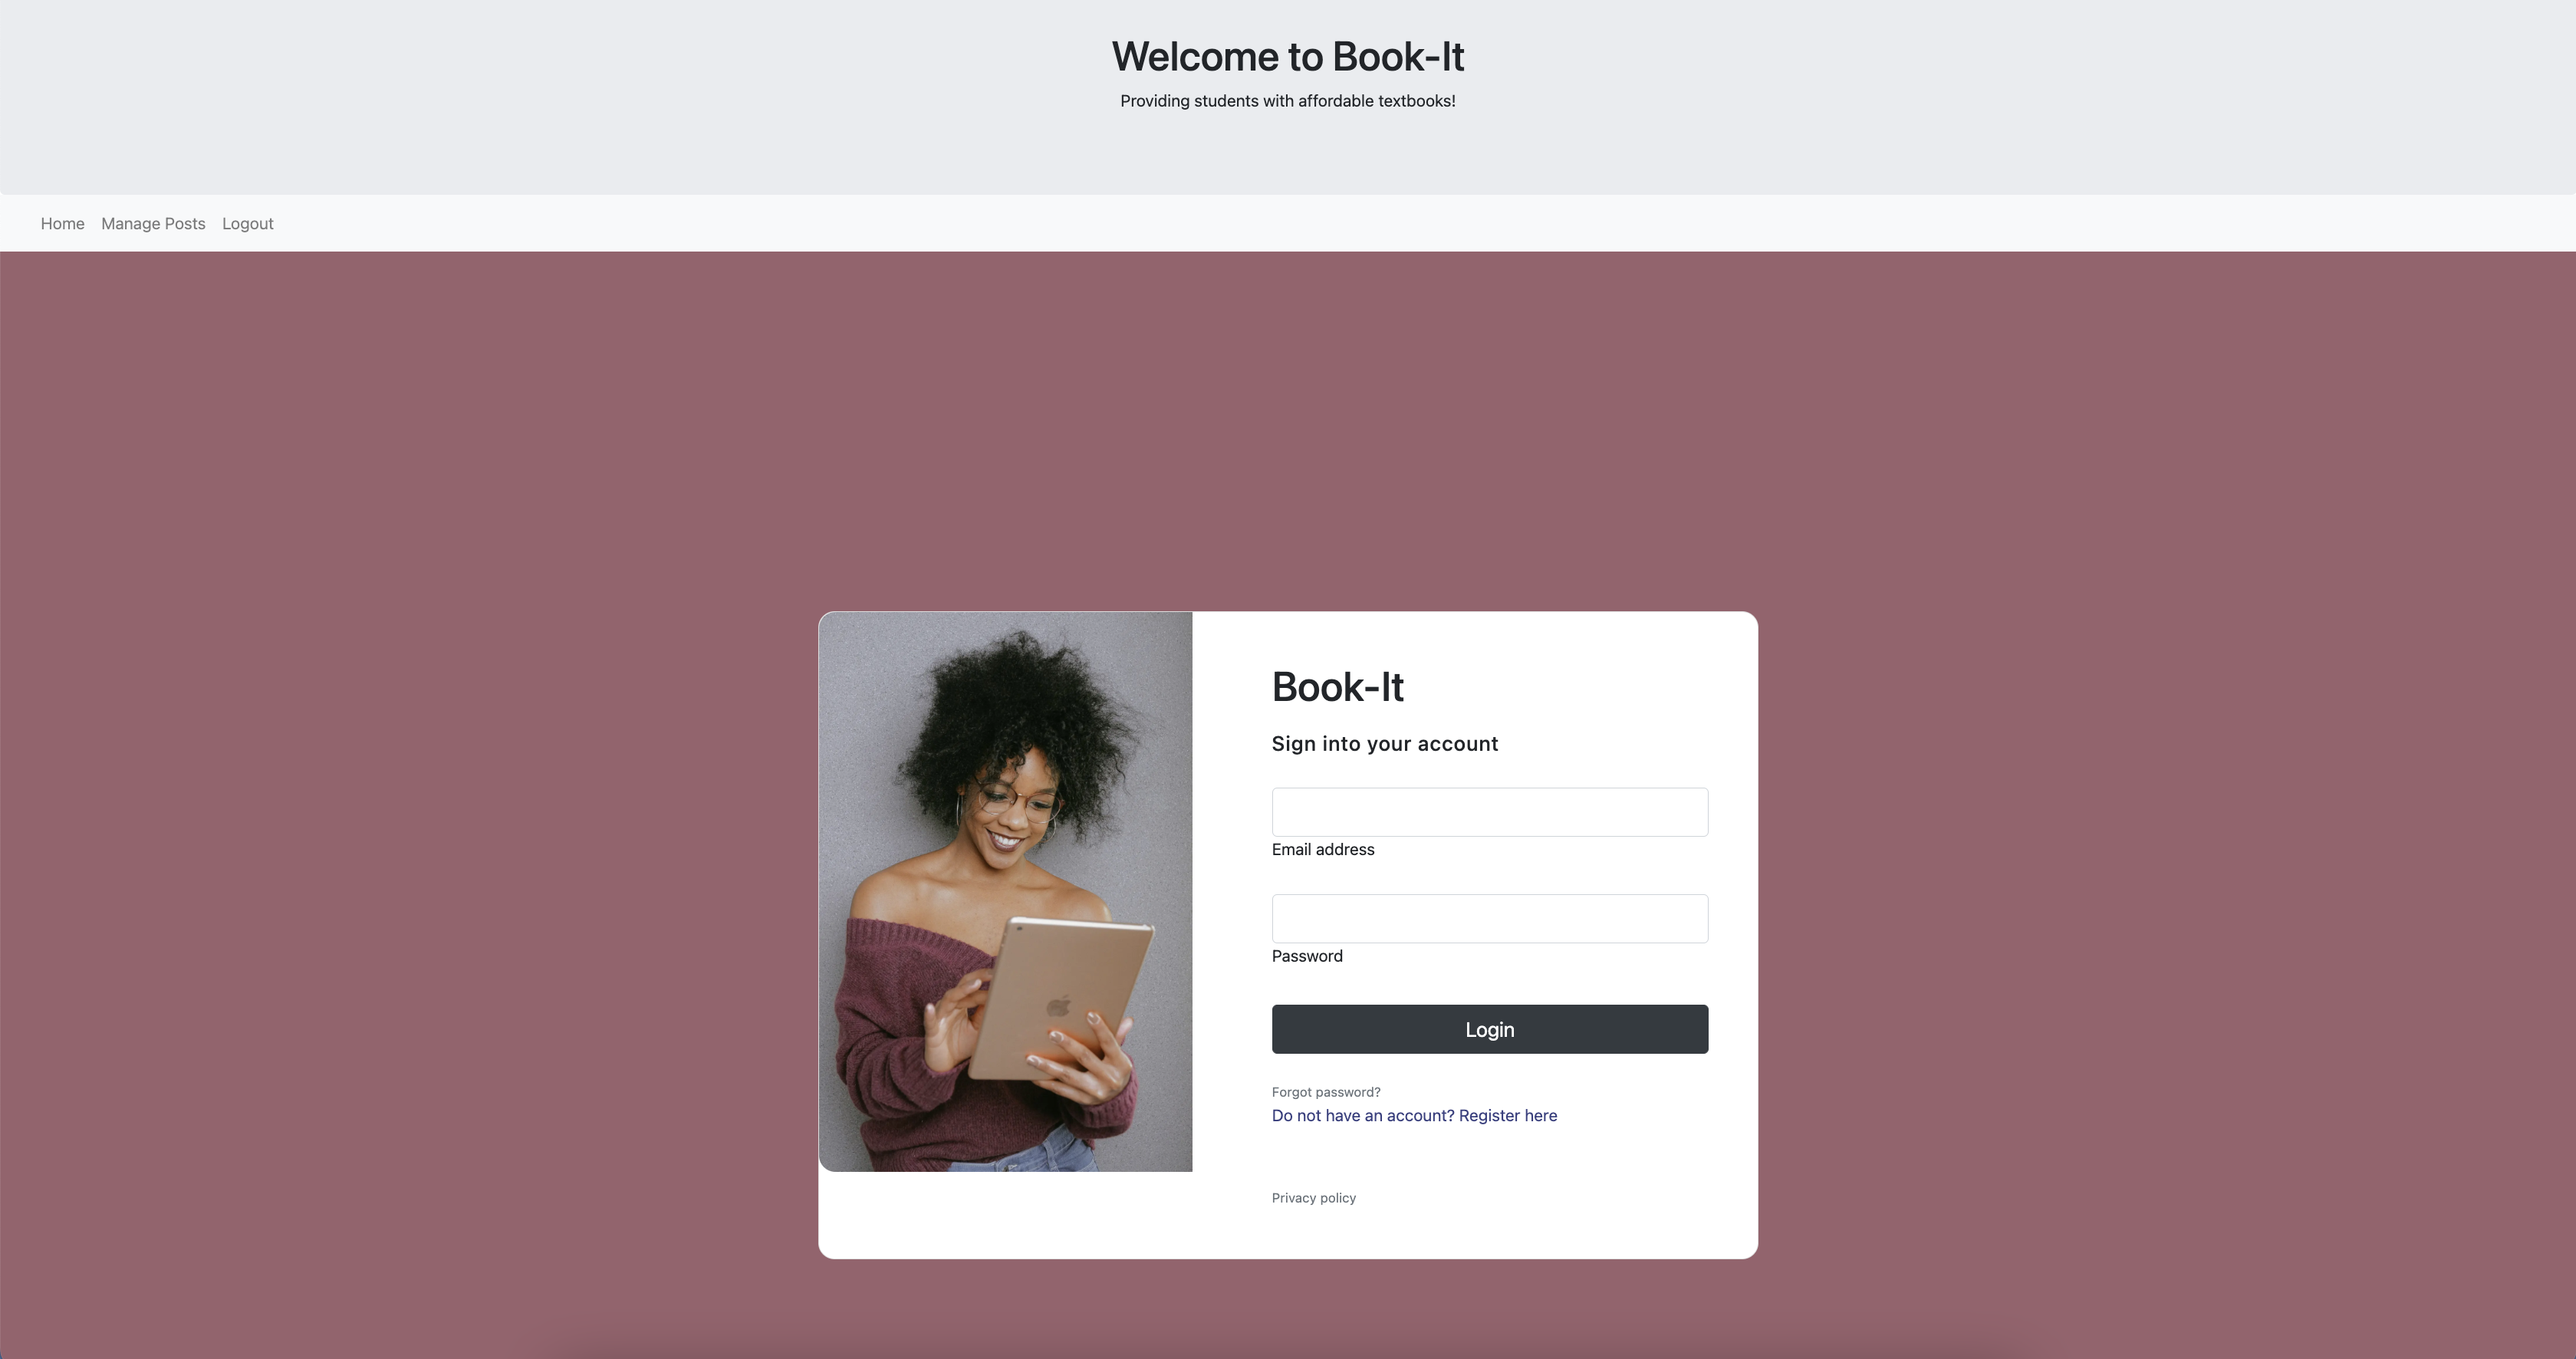 Welcome to Book-It
Providing students with affordable textbooks!
Home Manage Posts Logout
Book-It
Sign into your account
Email address
Password
Login
Forgot password?
Do not have an account? Register here
Privacy policy